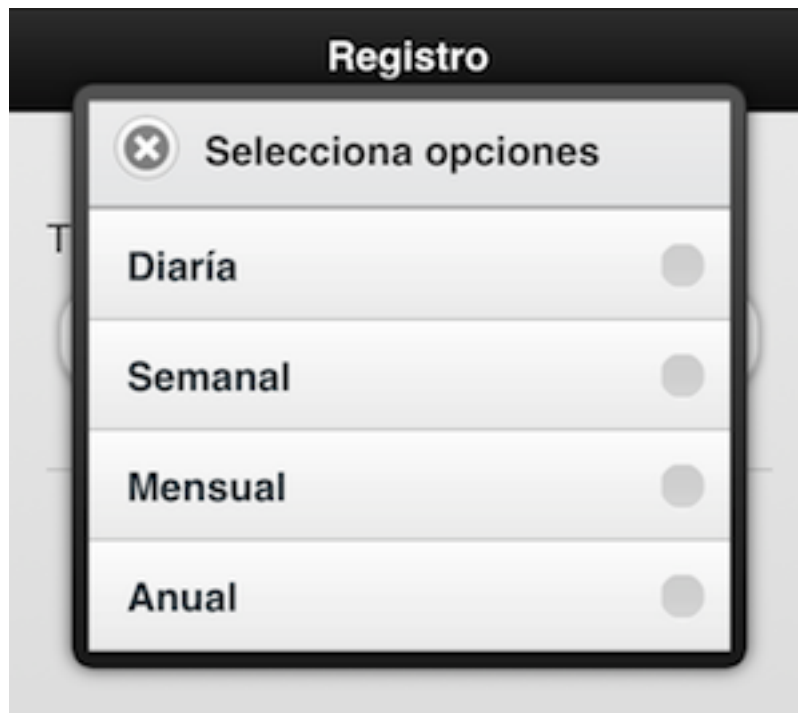 Registro
Selecciona opciones
T
Diaría
Semanal
Mensual
Anual